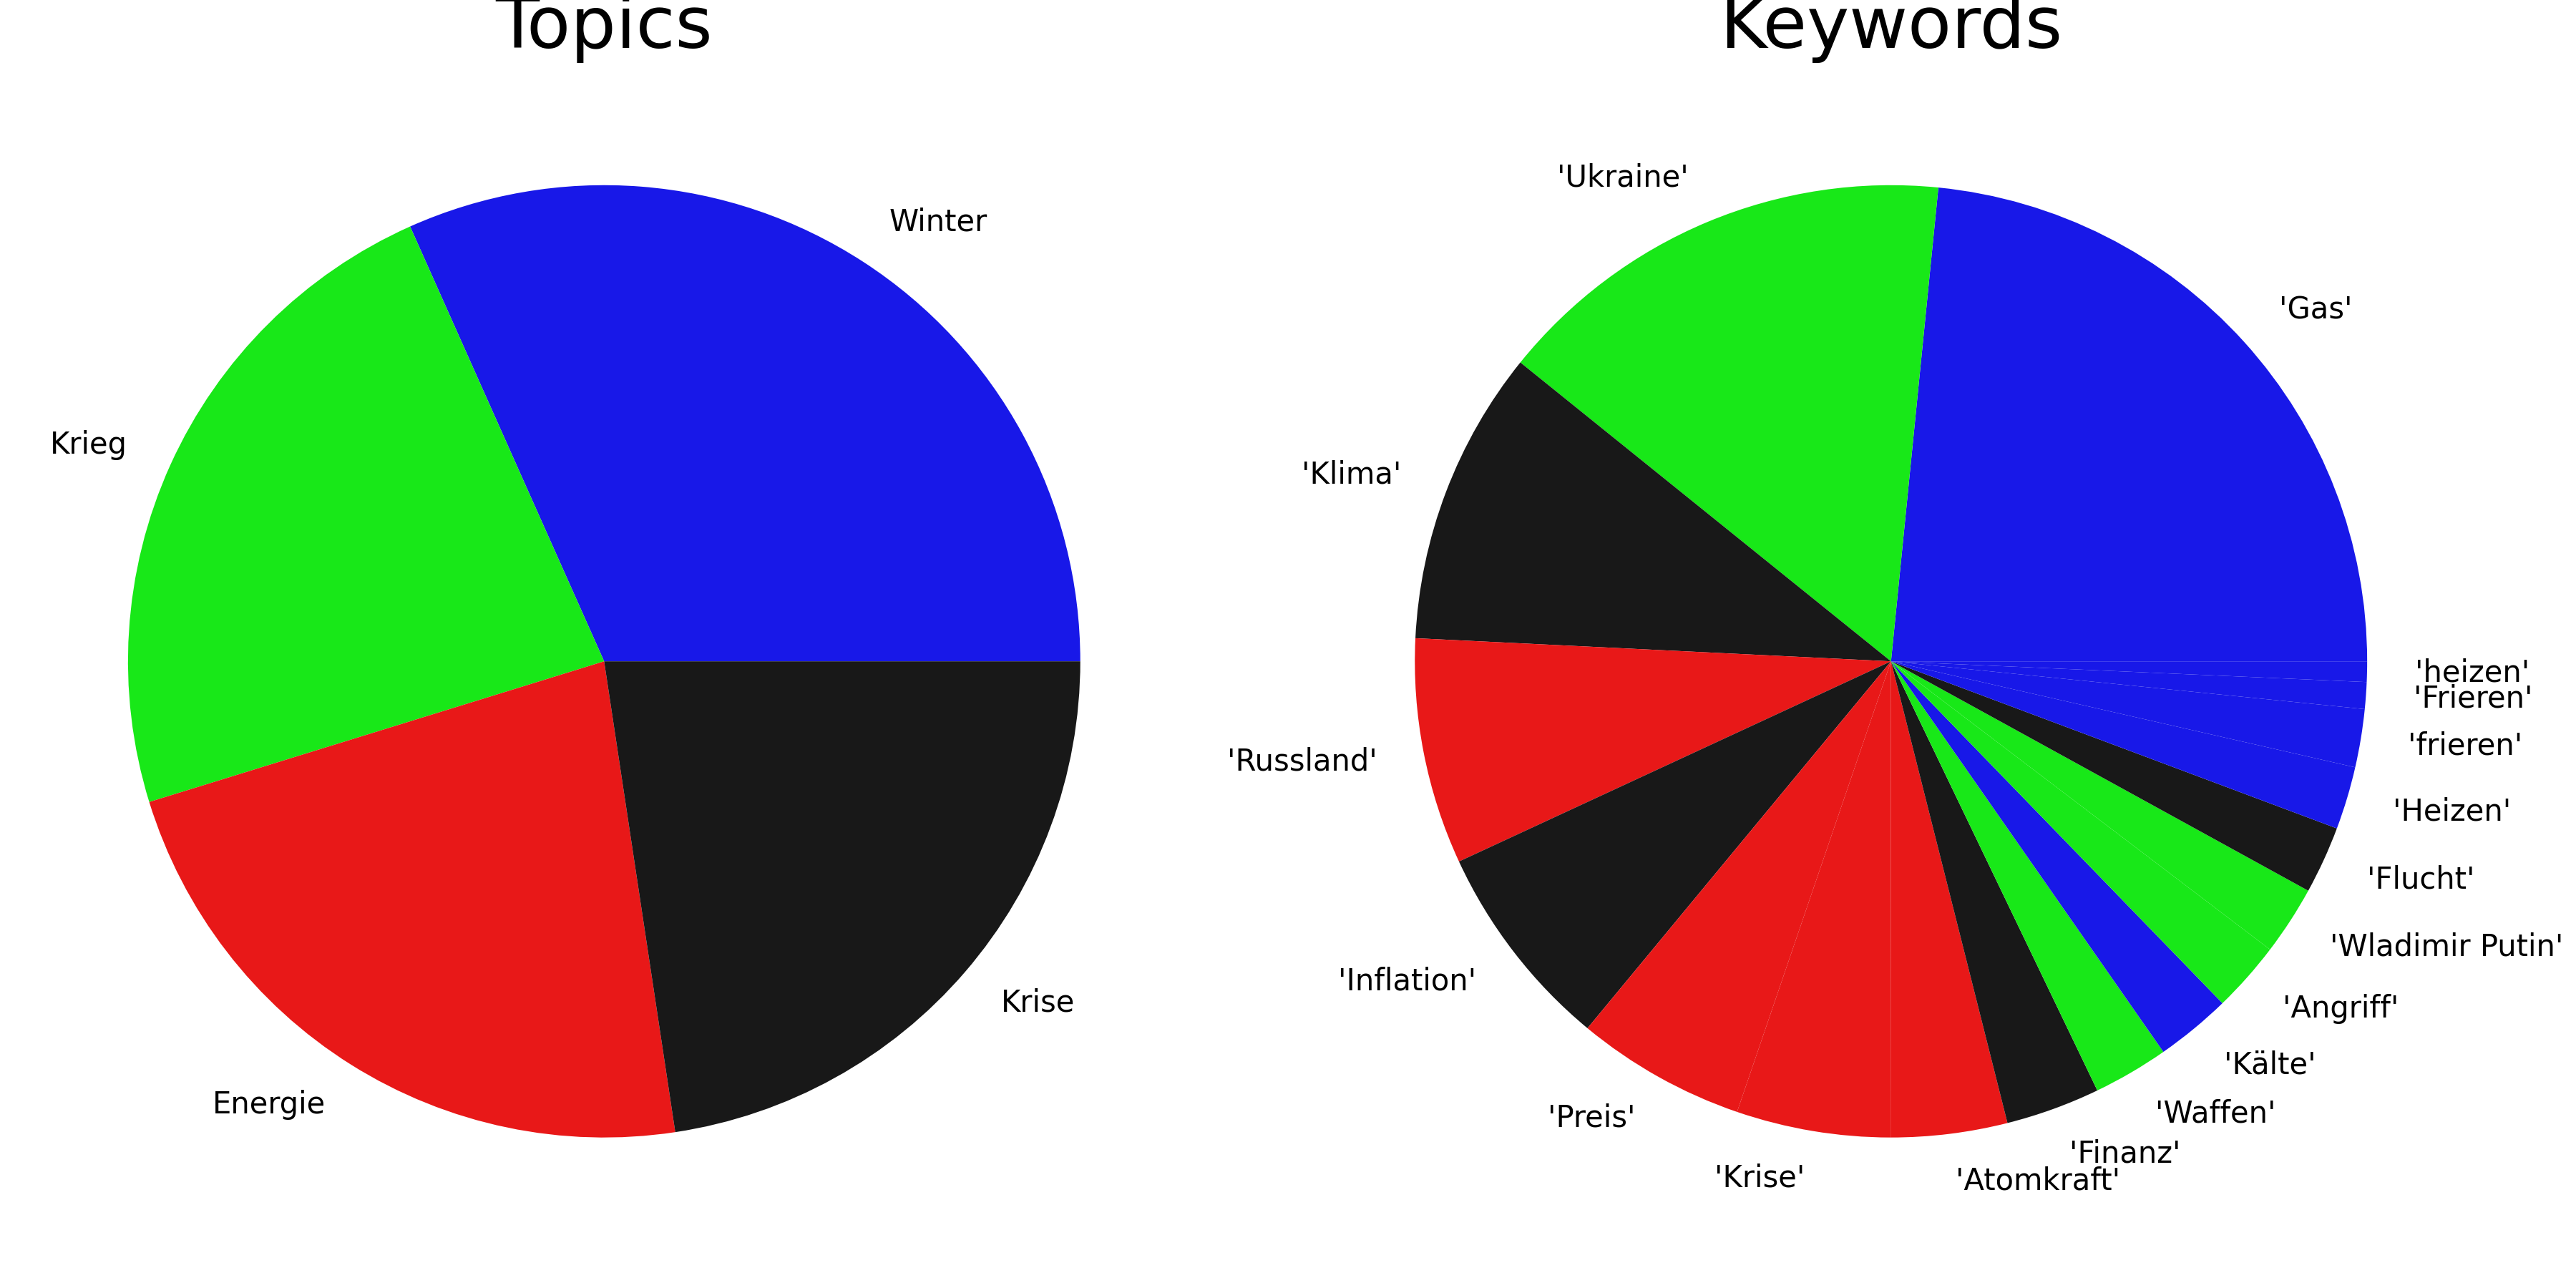 Topics
Winter
Krieg
Energie
Krise
Keywords
'Gas'
'Ukraine'
'Klima'
'Russland'
'Inflation'
'Preis'
'Krise'
'Atomkraft'
'Finanz'
'Waffen'
'Kälte'
'Angriff'
'Wladimir Putin'
'Flucht'
'Heizen'
'frieren'
'Frieren'
'heizen'